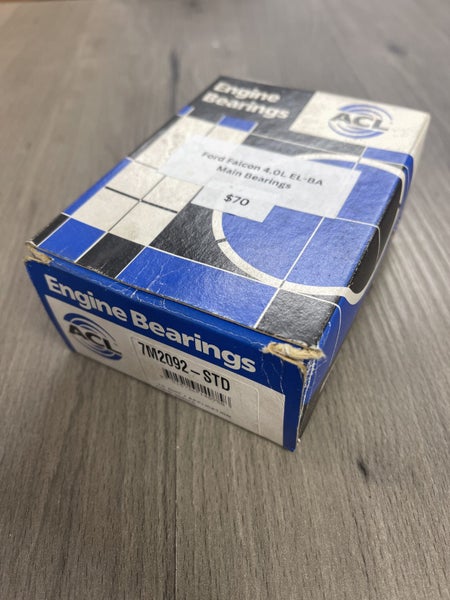 Engine
Bearings
ACL
Ford Falcon 4.0L EL-BA
Main Bearings
$70
Engine Bearings
ACL
7M2092-STD